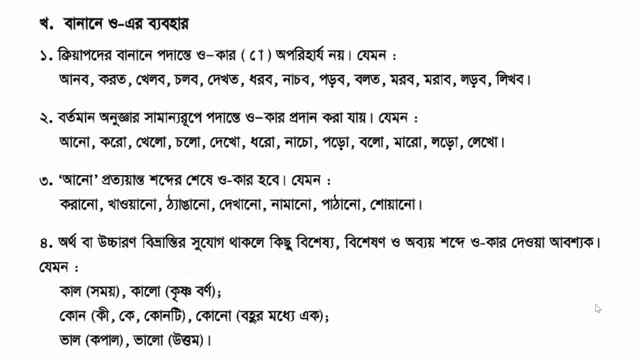 খ. বানানে ও-এর ব্যবহার
১. ক্রিয়াপদের বানানে পদান্তে ও-কার ( ো ) অপরিহার্য নয়। যেমন :
আনব, করত, খেলব, চলব, দেখত, ধরব, নাচব, পড়ব, বলত, মরব, মরাব, লড়ব, লিখব।
২. বর্তমান অনুজ্ঞার সামান্যরূপে পদান্তে ও-কার প্রদান করা যায়। যেমন :
আনো, করো, খেলো, চলো, দেখো, ধরো, নাচো, পড়ো, বলো, মারো, লড়ো, লেখো।
৩. ‘আনো’ প্রত্যয়ান্ত শব্দের শেষে ও-কার হবে। যেমন :
করানো, খাওয়ানো, ঠ্যাঙানো, দেখানো, নামানো, পাঠানো, শোয়ানো।
৪. অর্থ বা উচ্চারণ বিভ্রান্তির সুযোগ থাকলে কিছু বিশেষ্য, বিশেষণ ও অব্যয় শব্দে ও-কার দেওয়া আবশ্যক।
যেমন :
কাল (সময়), কালো (কৃষ্ণ বর্ণ);
কোন (কী, কে, কোনটি), কোনো (বহুর মধ্যে এক);
ভাল (কপাল), ভালো (উত্তম)।